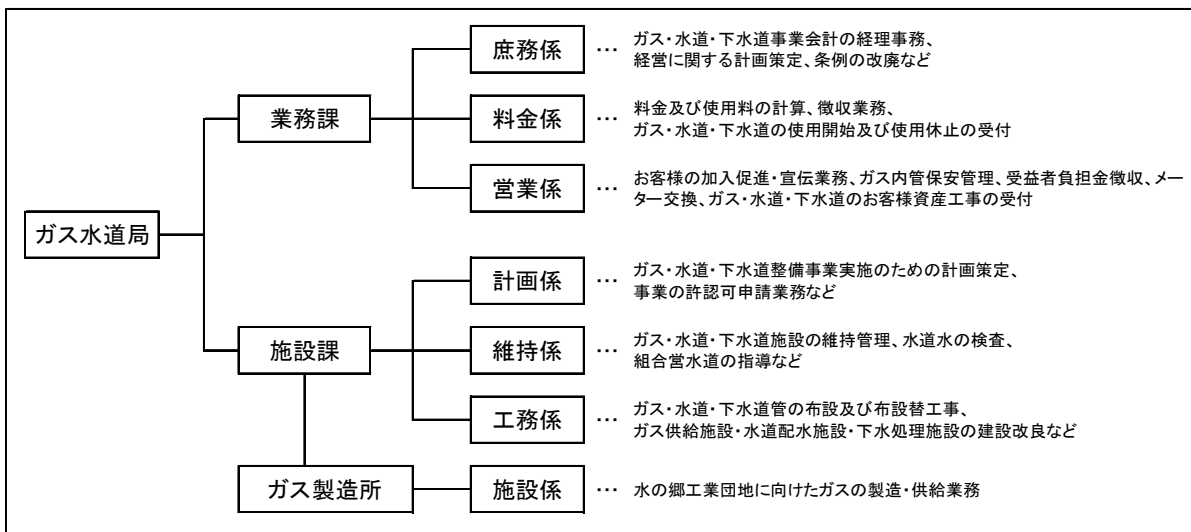 庶務係 … ガス・水道・下水道事業会計の経理事務、
経営に関する計画策定、条例の改廃など
業務課
料金係 … 料金及び使用料の計算、徴収業務、
ガス・水道・下水道の使用開始及び使用休止の受付
営業係 … お客様の加入促進・宣伝業務、ガス内管保安管理、受益者負担金徴収、メー
ター交換、ガス・水道・下水道のお客様資産工事の受付
ガス水道局
計画係 … ガス・水道・下水道整備事業実施のための計画策定、
事業の許認可申請業務など
施設課
維持係 … ガス・水道・下水道施設の維持管理、水道水の検査、
組合営水道の指導など
工務係 … ガス・水道・下水道管の布設及び布設替工事、
ガス供給施設・水道配水施設・下水処理施設の建設改良など
ガス製造所
施設係 … 水の郷工業団地に向けたガスの製造・供給業務